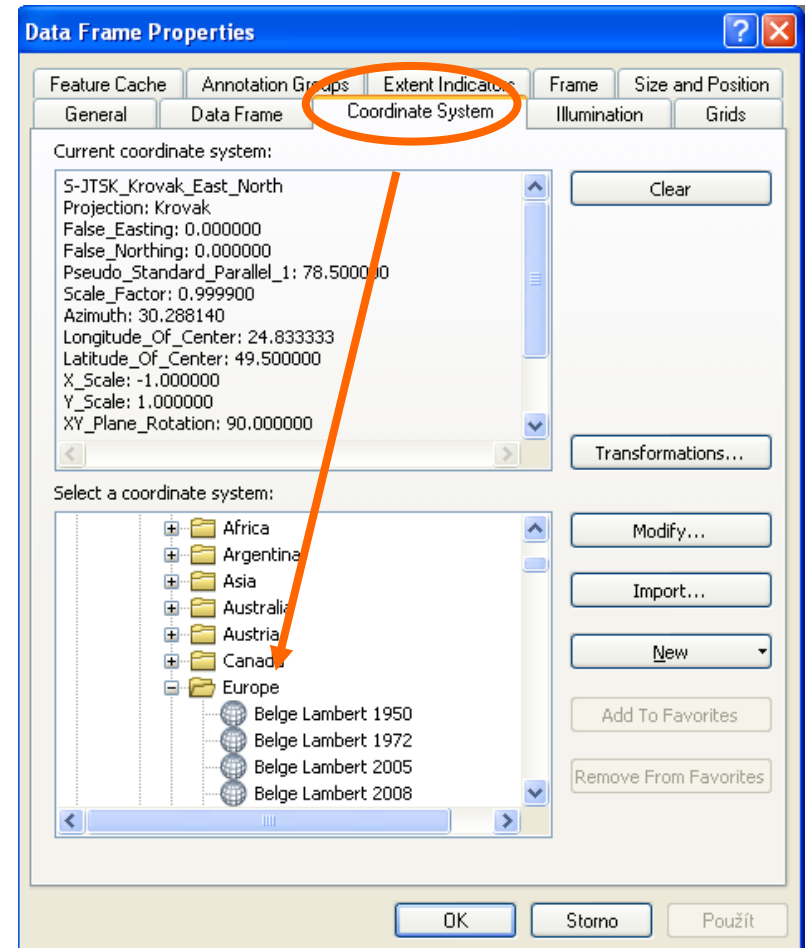 Data Frame Properties
Feature Cache Annotation Groups Extent Indicators Frame Size and Position
General Data Frame Coordinate System Illumination Grids
Current coordinate system:
S-JTSK_Krovak_East_North
Projection: Krovak
False_Easting: 0.000000
False_Northing: 0.000000
Pseudo_Standard_Parallel_1: 78.500000
Scale_Factor: 0.999900
Azimuth: 30.288140
Longitude_Of_Center: 24.833333
Latitude_Of_Center: 49.500000
X_Scale: -1.000000
Y_Scale: 1.000000
XY_Plane_Rotation: 90.000000
Clear
Transformations...
Select a coordinate system:
Africa
Argentina
Asia
Australia
Austria
Canada
Europe
Belge Lambert 1950
Belge Lambert 1972
Belge Lambert 2005
Belge Lambert 2008
Modify...
Import...
New
Add To Favorites
Remove From Favorites
OK Storno Použít